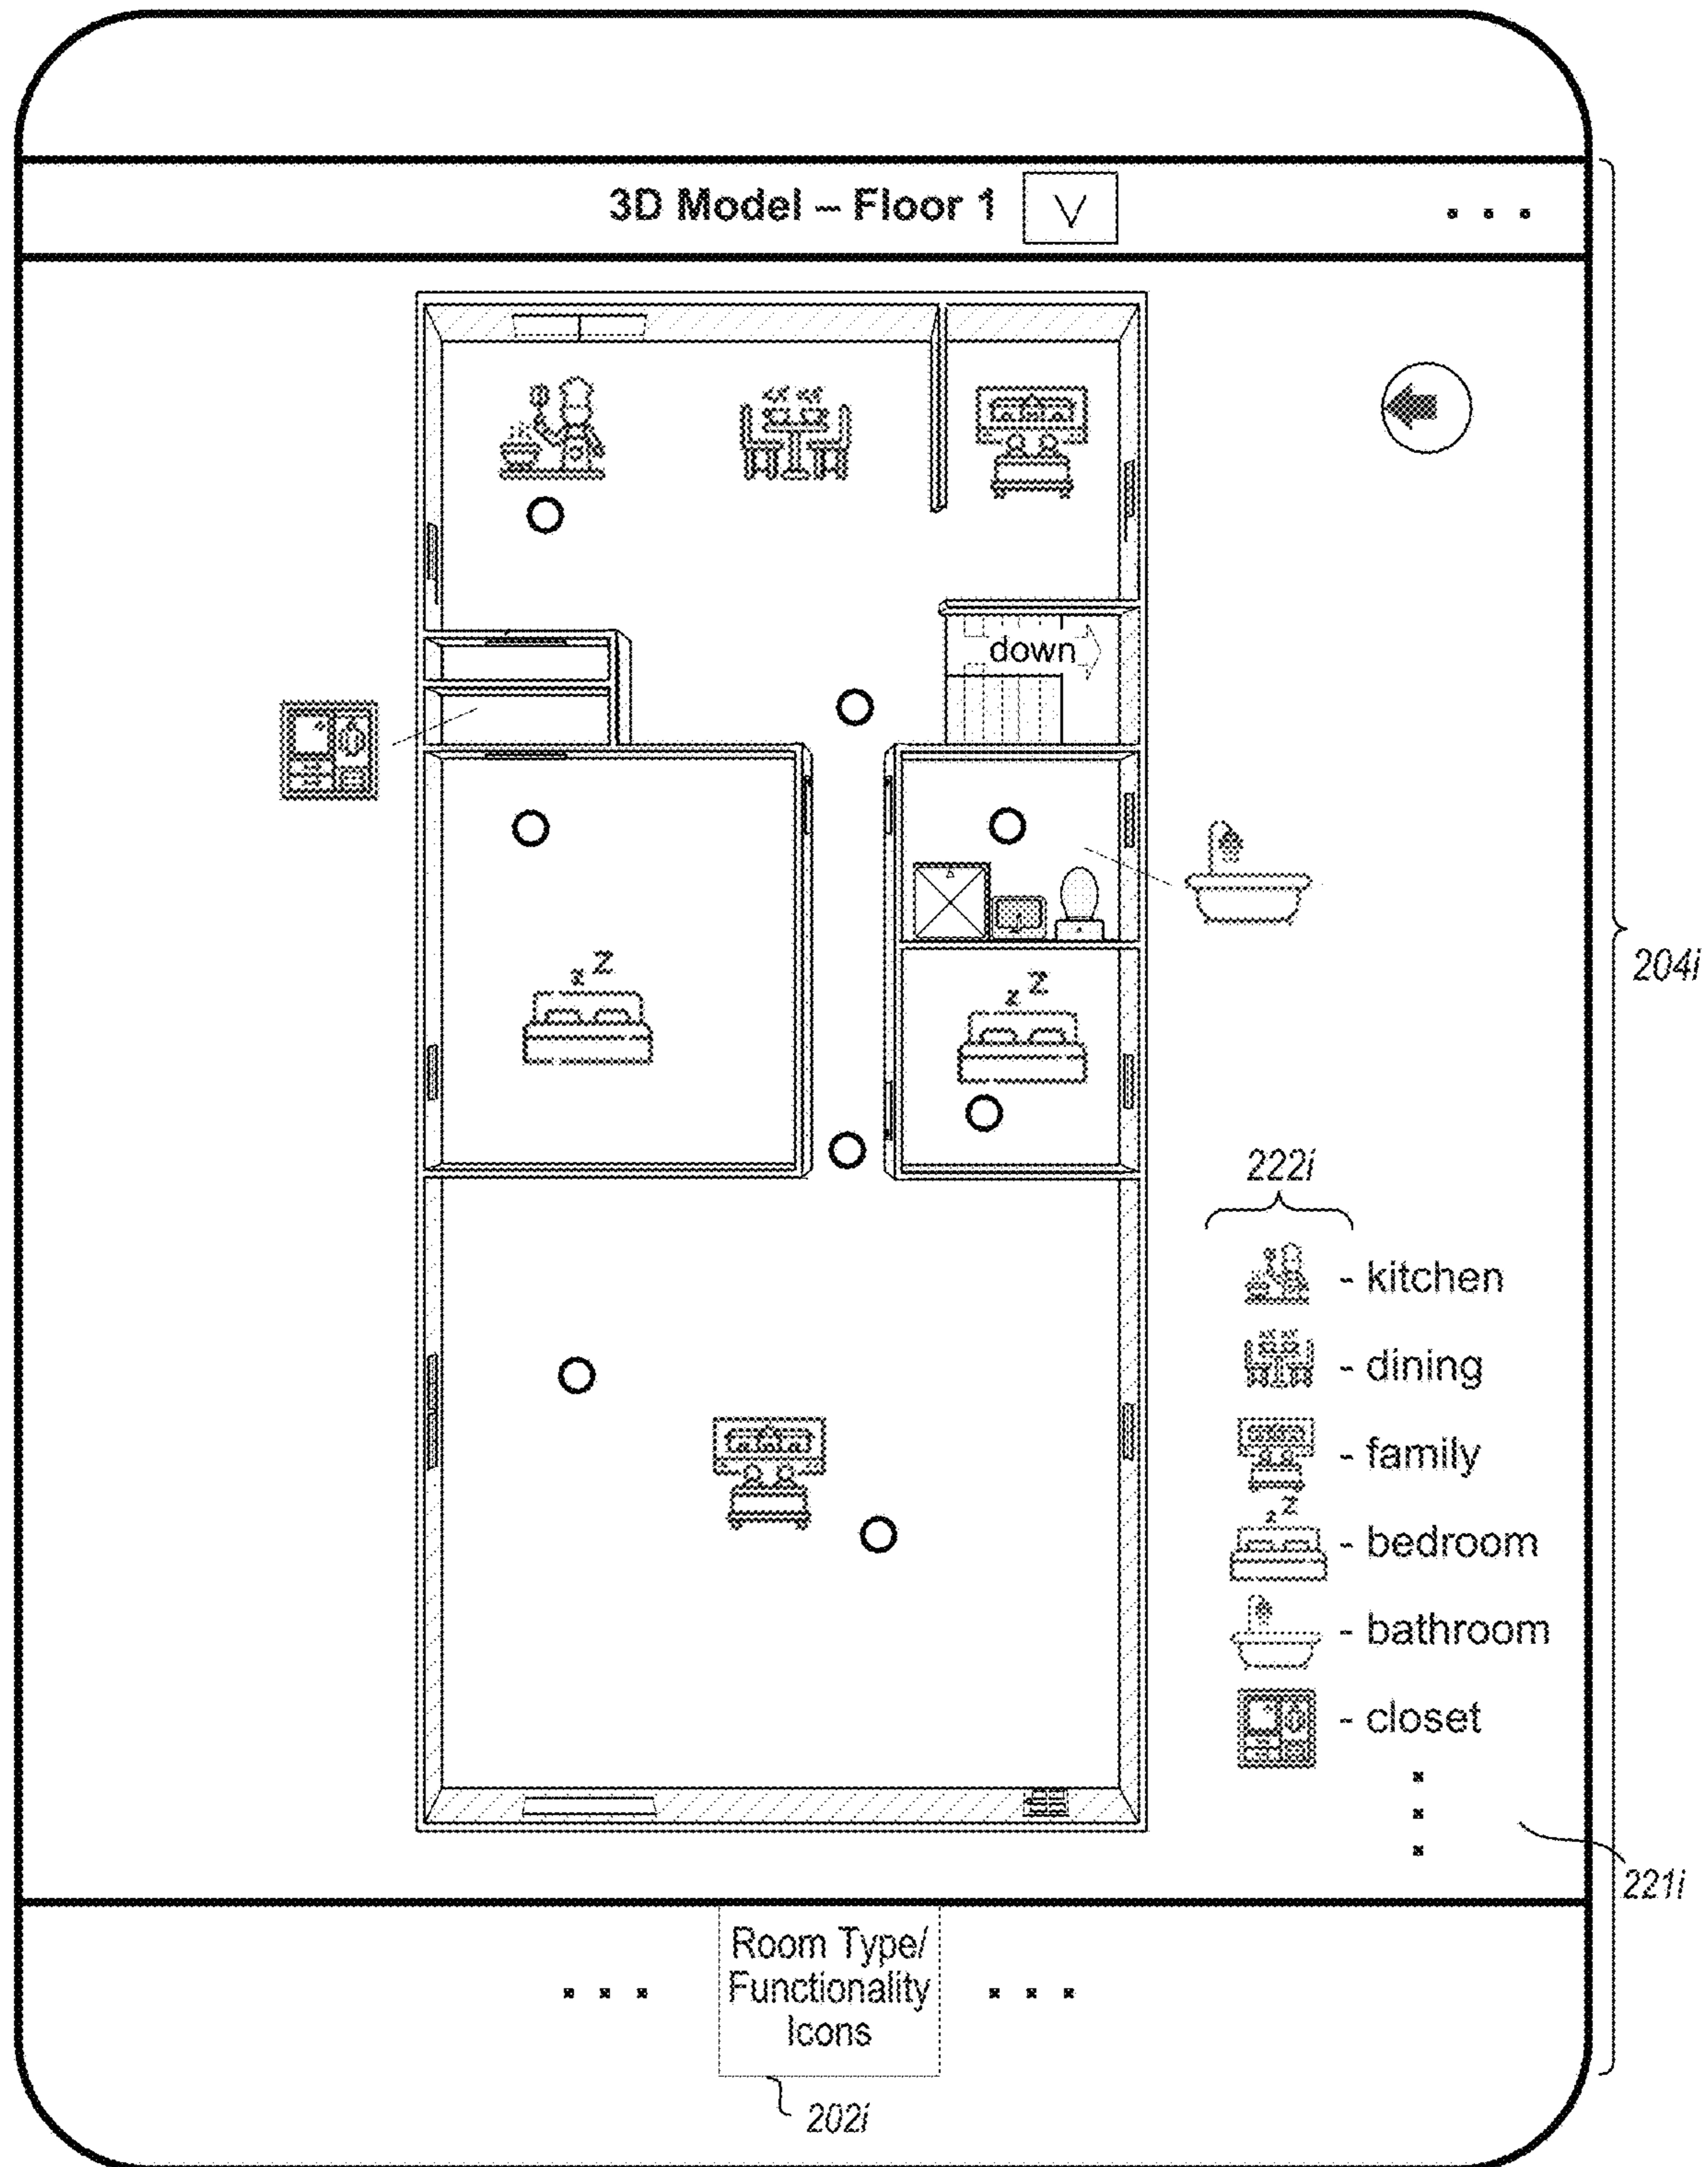 3D Model – Floor 1 V . . .
down
z Z
z Z
204i
222i
- kitchen
- dining
- family
z Z
- bedroom
- bathroom
- closet
221i
. . . Room Type/ . . .
Functionality
Icons
202i